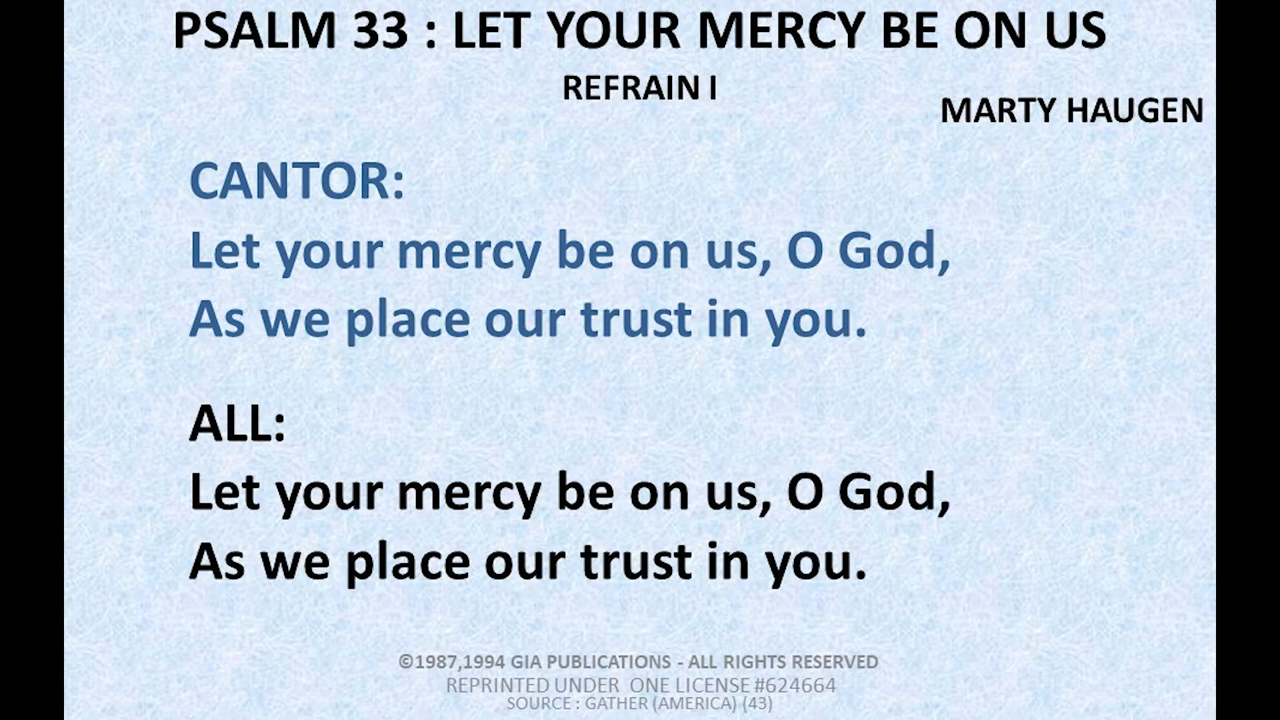 PSALM 33 : LET YOUR MERCY BE ON US
REFRAIN I
MARTY HAUGEN
CANTOR:
Let your mercy be on us, O God,
As we place our trust in you.
ALL:
Let your mercy be on us, O God,
As we place our trust in you.
©1987,1994 GIA PUBLICATIONS - ALL RIGHTS RESERVED
REPRINTED UNDER ONE LICENSE #624664
SOURCE : GATHER (AMERICA) (43)